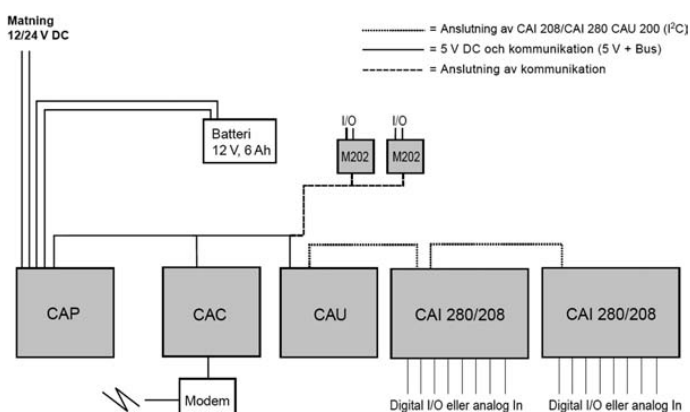 Matning
12/24 V DC
= Anslutning av CAI 208/CAI 280 CAU 200 (I²C)
= 5 V DC och kommunikation (5 V + Bus)
= Anslutning av kommunikation
Batteri
12 V, 6 Ah
I/O
I/O
M202
M202
CAP
CAC
CAU
CAI 280/208
CAI 280/208
Modem
Digital I/O eller analog In
Digital I/O eller analog In